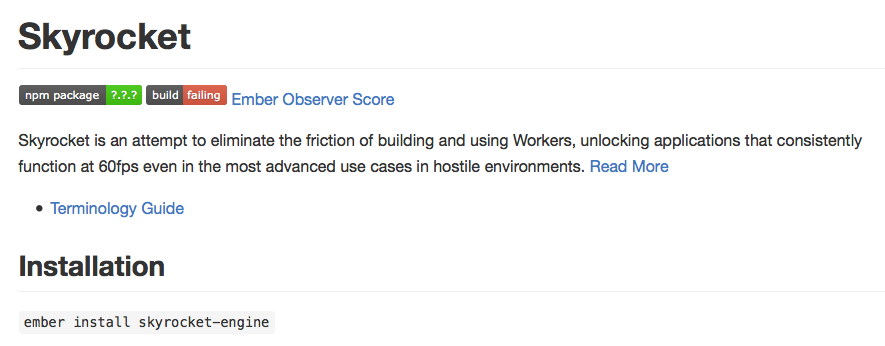 Skyrocket
npm package ?.?.? build failing Ember Observer Score
Skyrocket is an attempt to eliminate the friction of building and using Workers, unlocking applications that consistently
function at 60fps even in the most advanced use cases in hostile environments. Read More
• Terminology Guide
Installation
ember install skyrocket-engine